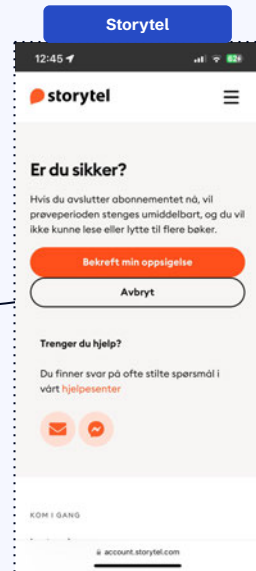 Storytel
12:45
82
storytel
Er du sikker?
Hvis du avslutter abonnementet nå, vil
prøveperioden stenges umiddelbart, og du vil
ikke kunne lese eller lytte til flere bøker.
Bekreft min oppsigelse
Avbryt
Trenger du hjelp?
Du finner svar på ofte stilte spørsmål i
vårt hjelpesenter
KOM I GANG
account.storytel.com